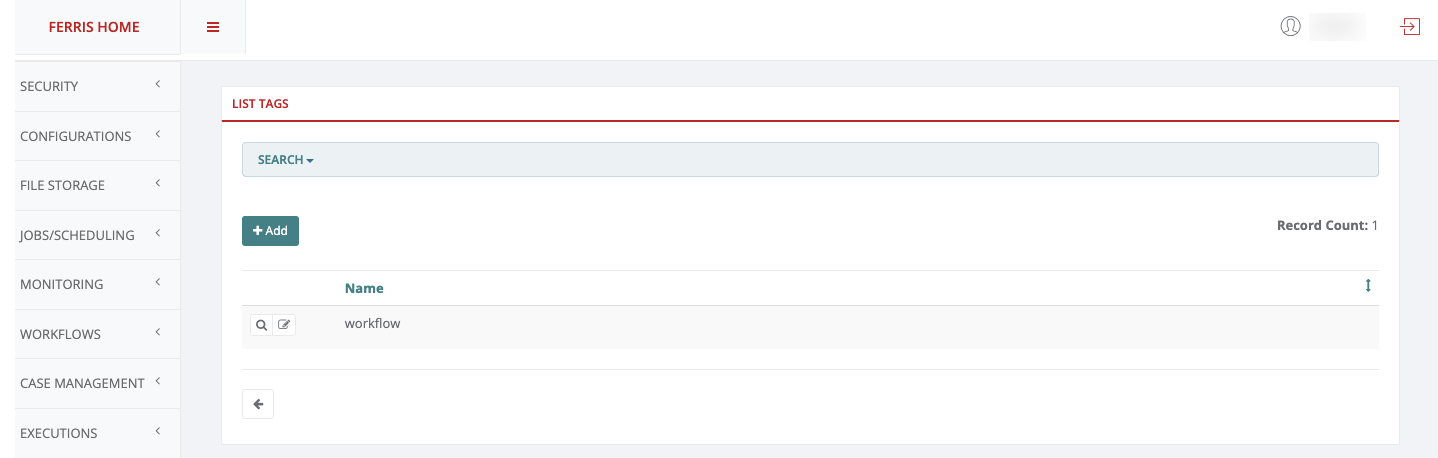 FERRIS HOME
SECURITY
CONFIGURATIONS
FILE STORAGE
JOBS/SCHEDULING
MONITORING
WORKFLOWS
CASE MANAGEMENT
EXECUTIONS
LIST TAGS
SEARCH
Add
Record Count: 1
Name
workflow